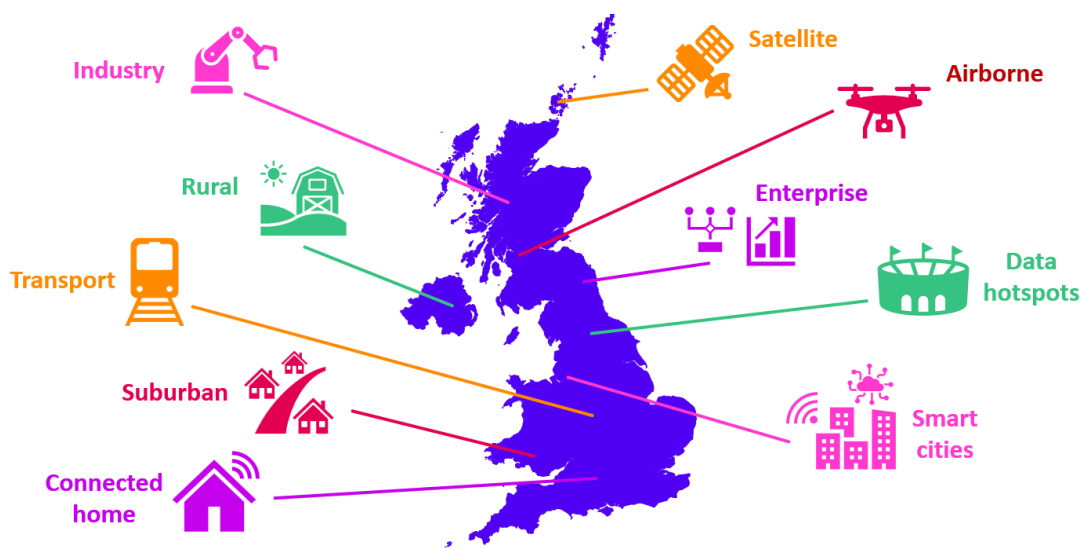 Satellite
Industry
Airborne
Rural
Enterprise
Transport
Data
hotspots
Suburban
Smart
cities
Connected
home